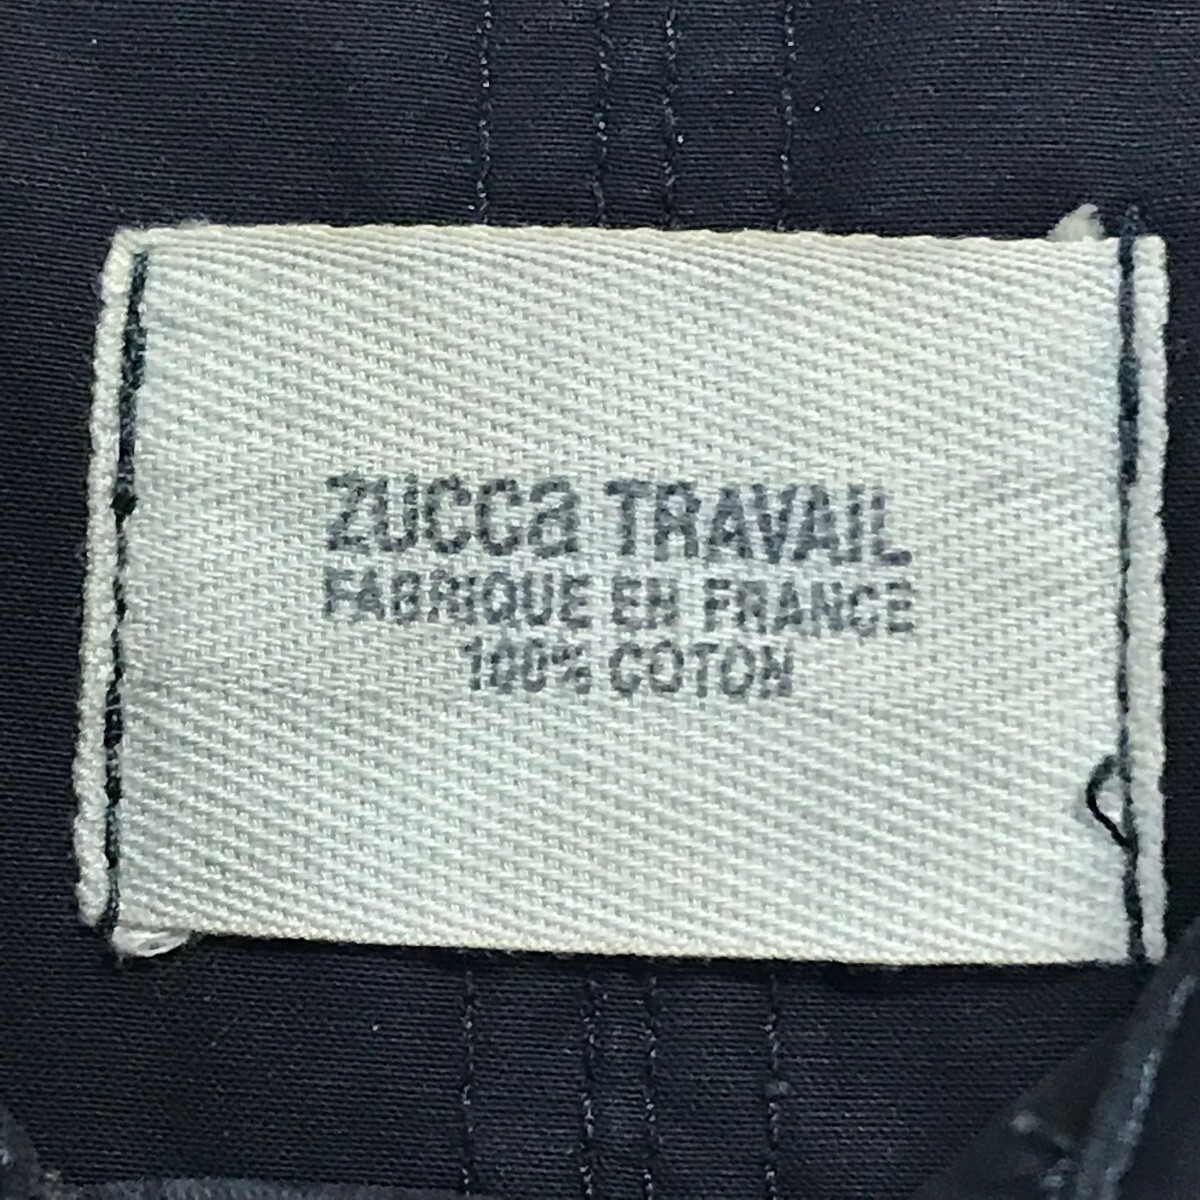 ZUCCa TRAVAIL
FABRIQUE EN FRANCE
100% COTON